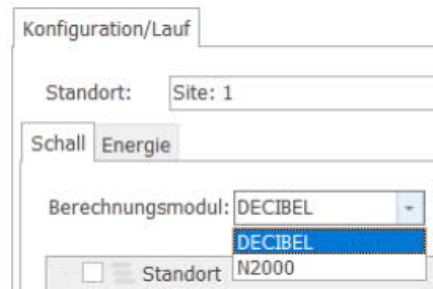 Konfiguration/Lauf
Standort: Site: 1
Schall Energie
Berechnungsmodul: DECIBEL
DECIBEL
N2000
Standort